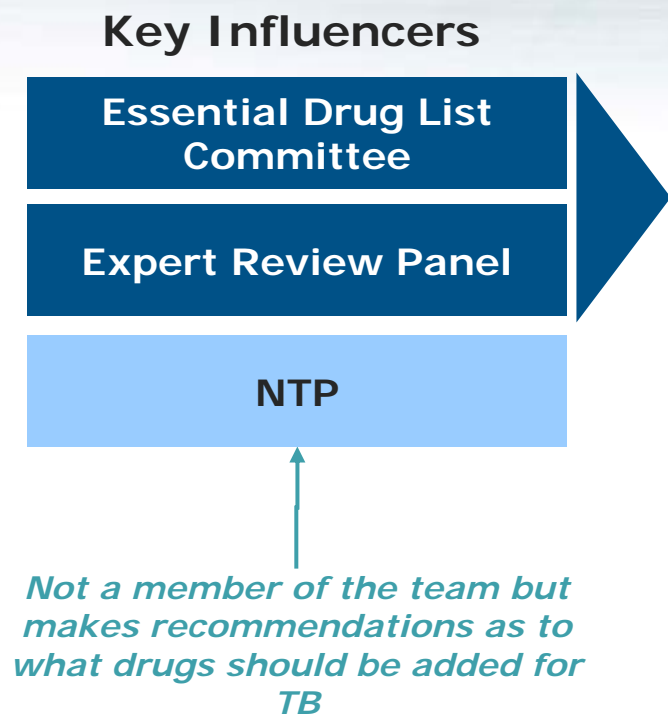 Key Influencers
Essential Drug List
Committee
Expert Review Panel
NTP
Not a member of the team but
makes recommendations as to
what drugs should be added for
TB